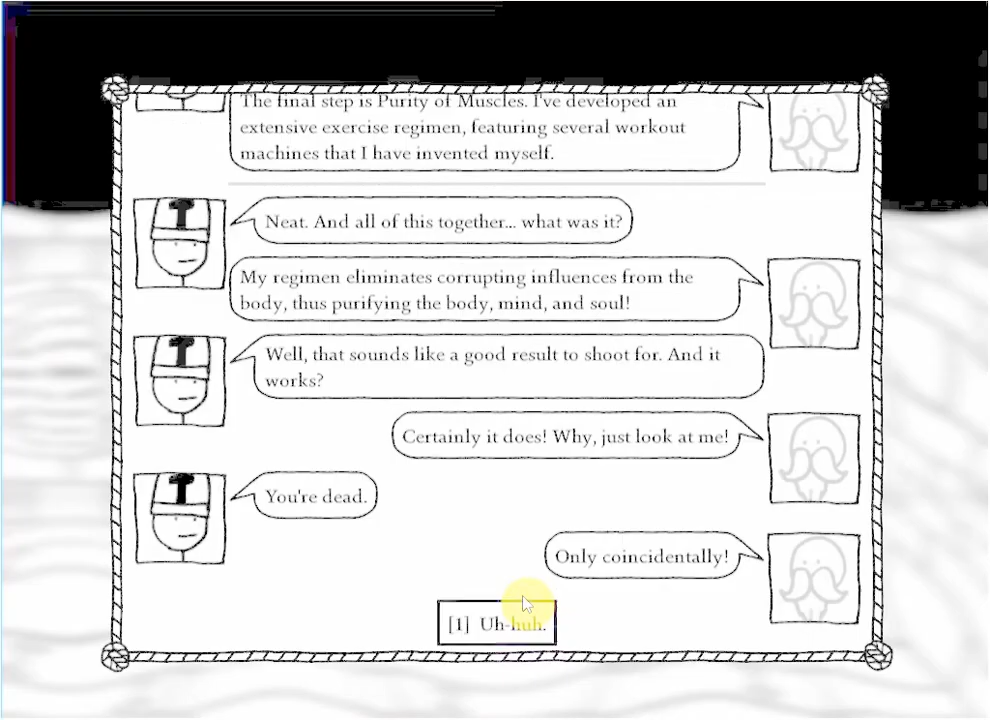 The final step is Purity of Muscles. I've developed an
extensive exercise regimen, featuring several workout
machines that I have invented myself.
Neat. And all of this together... what was it?
My regimen eliminates corrupting influences from the
body, thus purifying the body, mind, and soul!
Well, that sounds like a good result to shoot for. And it
works?
Certainly it does! Why, just look at me!
You're dead.
Only coincidentally!
[1] Uh-huh.